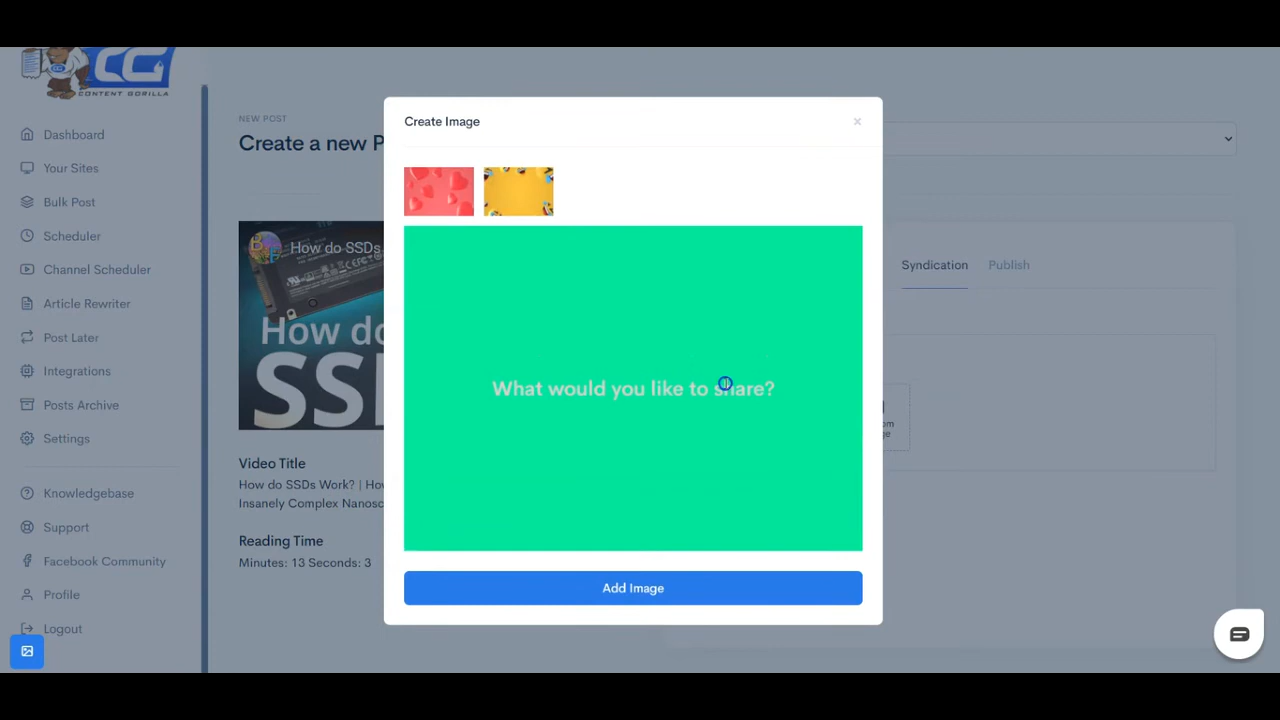 CG
CONTENT GORILLA
Dashboard
Your Sites
Bulk Post
Scheduler
Channel Scheduler
Article Rewriter
Post Later
Integrations
Posts Archive
Settings
Knowledgebase
Support
Facebook Community
Profile
Logout
NEW POST
Create a new P
How do SSDs
How do
SS
Video Title
How do SSDs Work? | Ho
Insanely Complex Nanosc
Reading Time
Minutes: 13 Seconds: 3
Create Image
×
What would you like to share?
Add Image
Syndication
Publish